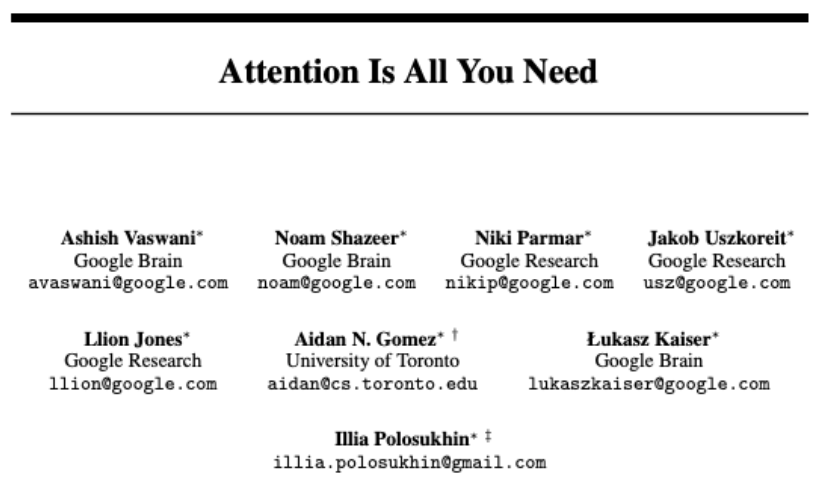 Attention Is All You Need
Ashish Vaswani* Noam Shazeer* Niki Parmar* Jakob Uszkoreit*
Google Brain Google Brain Google Research Google Research
avaswani@google.com noam@google.com nikip@google.com usz@google.com
Llion Jones* Aidan N. Gomez* † Łukasz Kaiser*
Google Research University of Toronto Google Brain
llion@google.com aidan@cs.toronto.edu lukaszkaiser@google.com
Illia Polosukhin* ‡
illia.polosukhin@gmail.com